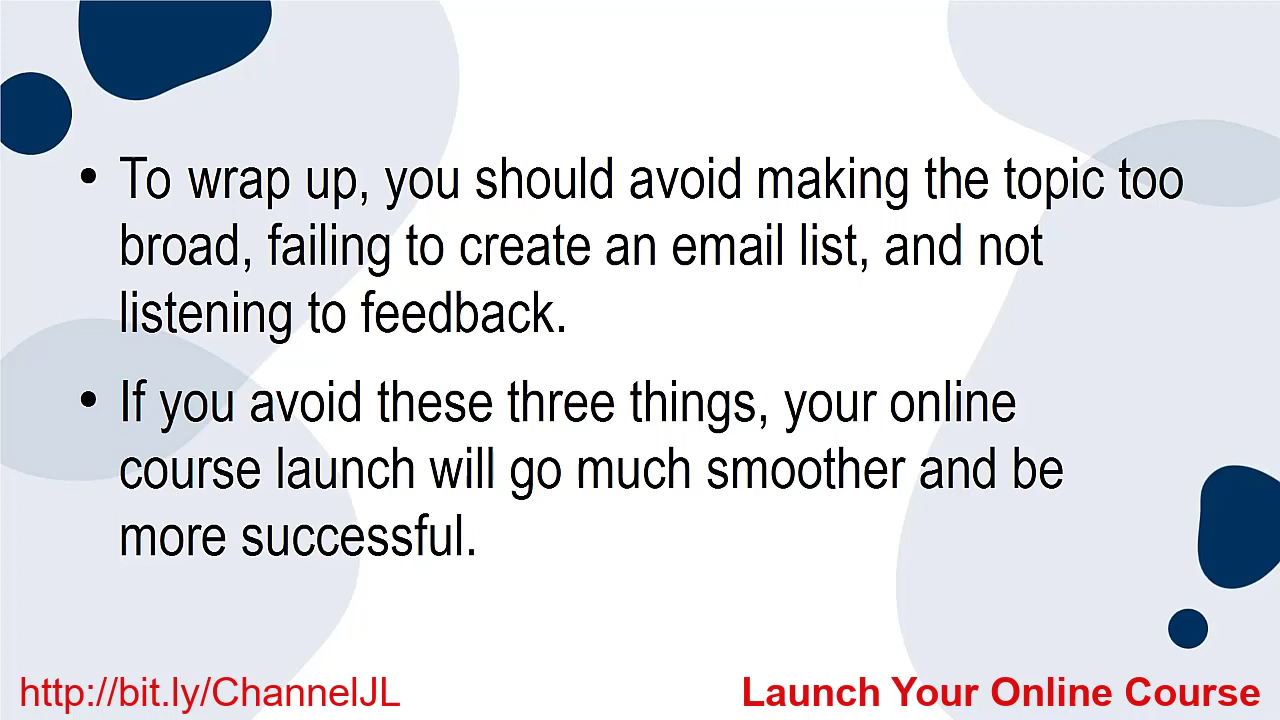 • To wrap up, you should avoid making the topic too
broad, failing to create an email list, and not
listening to feedback.
• If you avoid these three things, your online
course launch will go much smoother and be
more successful.
http://bit.ly/ChannelJL
Launch Your Online Course